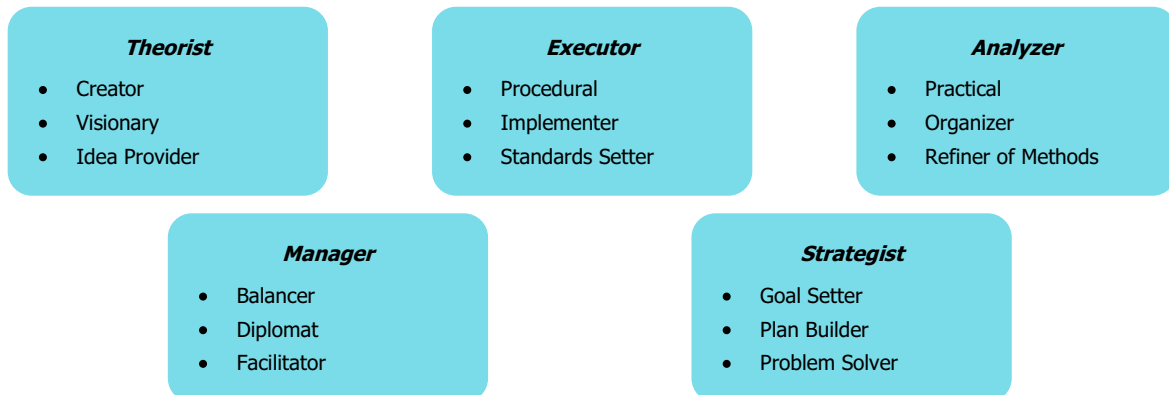 Theorist
• Creator
• Visionary
• Idea Provider
Executor
• Procedural
• Implementer
• Standards Setter
Analyzer
• Practical
• Organizer
• Refiner of Methods
Manager
• Balancer
• Diplomat
• Facilitator
Strategist
• Goal Setter
• Plan Builder
• Problem Solver